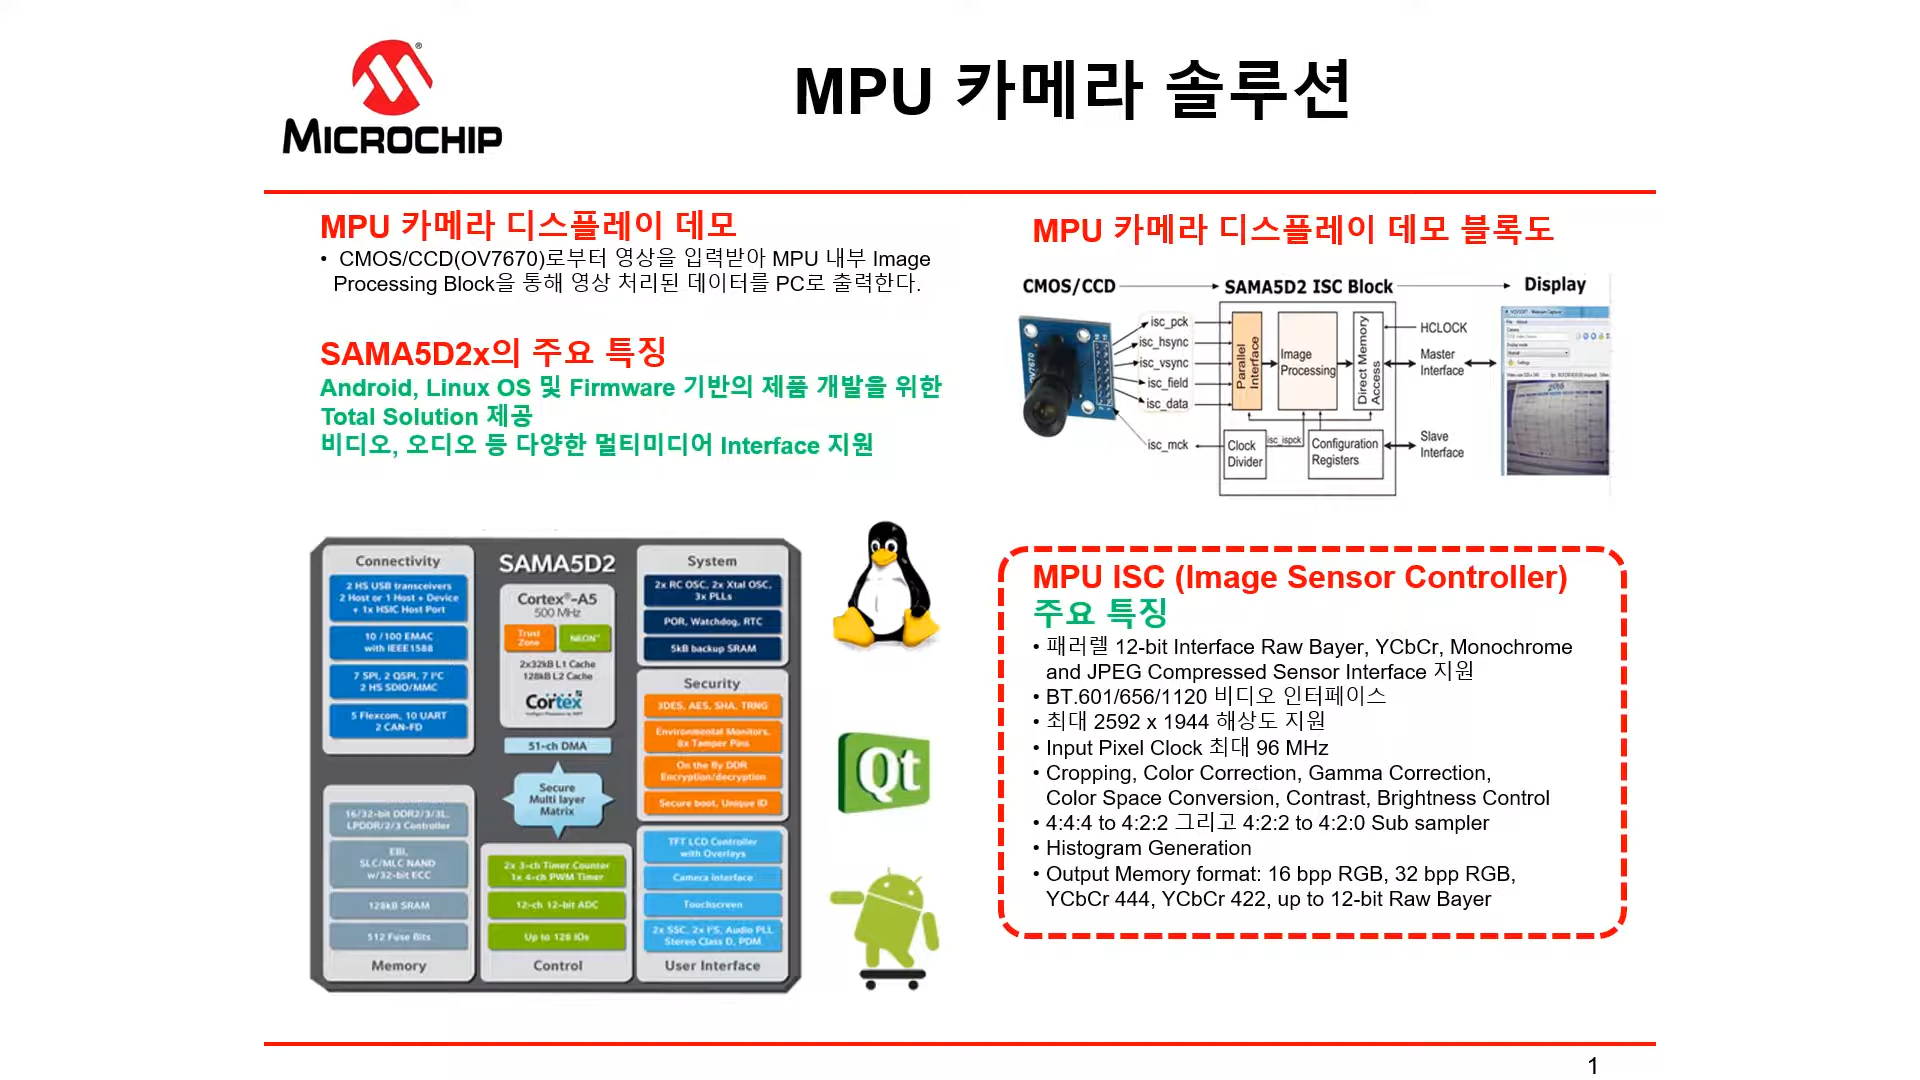 MICROCHIP
MPU 카메라 솔루션
MPU 카메라 디스플레이 데모
• CMOS/CCD(OV7670)로부터 영상을 입력받아 MPU 내부 Image
Processing Block을 통해 영상 처리된 데이터를 PC로 출력한다.
SAMA5D2x의 주요 특징
Android, Linux OS 및 Firmware 기반의 제품 개발을 위한
Total Solution 제공
비디오, 오디오 등 다양한 멀티미디어 Interface 지원
SAMA5D2
Connectivity
2 HS USB transceivers
2 Host or 1 Host + Device
+ 1x HSIC Host Port
10 /100 EMAC
with IEEE1588
7 SPI, 2 QSPI, 7 I²C
2 HS SDIO/MMC
5 Flexcom, 10 UART
2 CAN-FD
Cortex®-A5
500 MHz
Trust
Zone
NEON™
2x32kB L1 Cache
128kB L2 Cache
Cortex
51-ch DMA
Secure
Multi layer
Matrix
System
2x RC OSC, 2x Xtal OSC,
3x PLLs
POR, Watchdog, RTC
5kB backup SRAM
Security
3DES, AES, SHA, TRNG
Environmental Monitors,
8x Tamper Pins
On the fly DDR
Encryption/decryption
Secure boot, Unique ID
16/32-bit DDR2/3/3L,
LPDDR/2/3 Controller
EBI,
SLC/MLC NAND
w/32-bit ECC
128kB SRAM
512 Fuse Bits
Memory
2x 3-ch Timer Counter
1x 4-ch PWM Timer
12-ch 12-bit ADC
Up to 128 IOs
Control
TFT LCD Controller
with Overlays
Camera Interface
Touchscreen
2x SSC, 2x I²S, Audio PLL
Stereo Class D, PDM
User Interface
Qt
MPU 카메라 디스플레이 데모 블록도
CMOS/CCD
SAMA5D2 ISC Block
Display
OV7670
isc_pck
isc_hsync
isc_vsync
isc_field
isc_data
isc_mck
Parallel
Interface
Image
Processing
Direct Memory
Access
Clock
Divider
isc_ispck
Configuration
Registers
HCLOCK
Master
Interface
Slave
Interface
MPU ISC (Image Sensor Controller)
주요 특징
• 패러렐 12-bit Interface Raw Bayer, YCbCr, Monochrome
and JPEG Compressed Sensor Interface 지원
• BT.601/656/1120 비디오 인터페이스
• 최대 2592 x 1944 해상도 지원
• Input Pixel Clock 최대 96 MHz
• Cropping, Color Correction, Gamma Correction,
Color Space Conversion, Contrast, Brightness Control
• 4:4:4 to 4:2:2 그리고 4:2:2 to 4:2:0 Sub sampler
• Histogram Generation
• Output Memory format: 16 bpp RGB, 32 bpp RGB,
YCbCr 444, YCbCr 422, up to 12-bit Raw Bayer
1